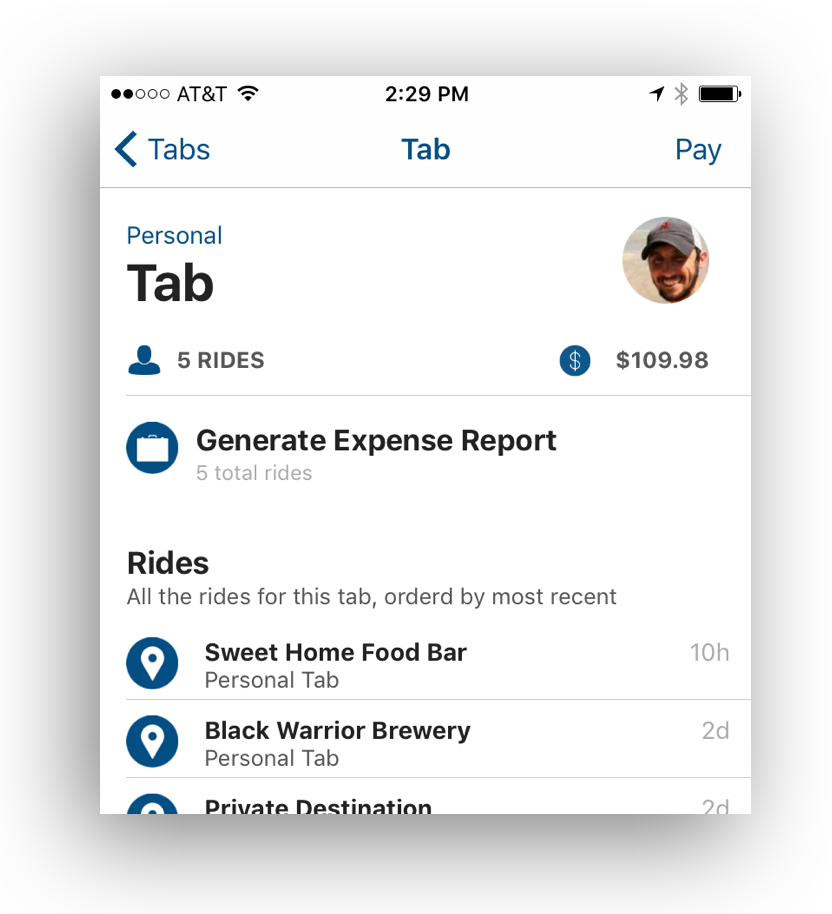 AT&T 2:29 PM
Tabs Tab Pay
Personal
Tab
5 RIDES $109.98
Generate Expense Report
5 total rides
Rides
All the rides for this tab, orderd by most recent
Sweet Home Food Bar 10h
Personal Tab
Black Warrior Brewery 2d
Personal Tab
Private Destination 2d